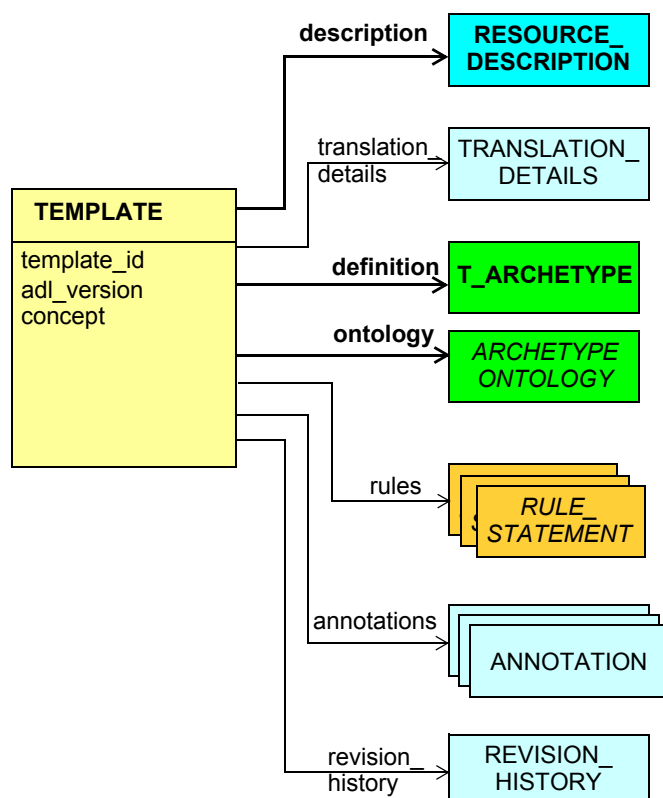 description
RESOURCE_
DESCRIPTION
translation_
details
TRANSLATION_
DETAILS
TEMPLATE
template_id
adl_version
concept
definition
T_ARCHETYPE
ontology
ARCHETYPE
ONTOLOGY
rules
RULE_
STATEMENT
annotations
ANNOTATION
revision_
history
REVISION_
HISTORY